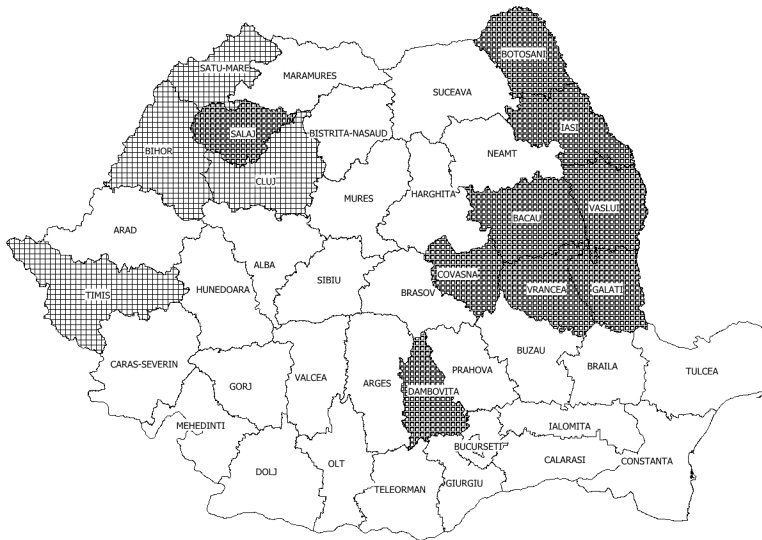 BOTOSANI
SATU-MARE
MARAMURES
SUCEAVA
SALAJ
BISTRITA-NASAUD
IASI
BIHOR
NEAMT
CLUJ
MURES
HARGHITA
VASLUI
BACAU
ARAD
ALBA
COVASNA
SIBIU
HUNEDOARA
TIMIS
BRASOV
VRANCEA
GALATI
BUZAU
CARAS-SEVERIN
PRAHOVA
BRAILA
TULCEA
VALCEA
GORJ
ARGES
DAMBOVITA
MEHEDINTI
IALOMITA
BUCURSETI
CALARASI
CONSTANTA
DOLJ
OLT
TELEORMAN
GIURGIU